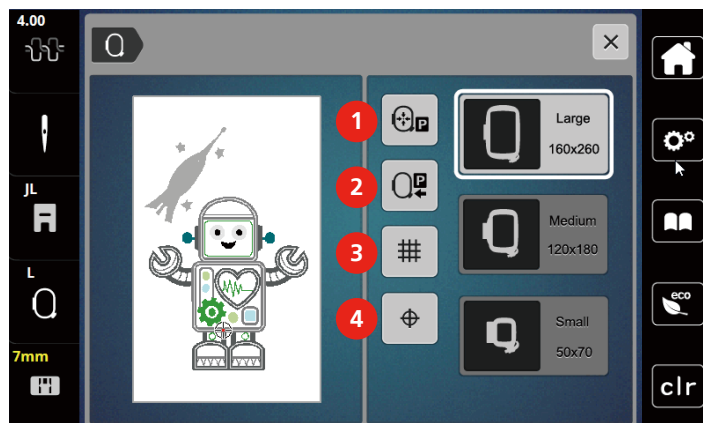 4.00
JL
L
7mm
1
P
2
P
3
4
Large
160x260
Medium
120x180
Small
50x70
eco
clr